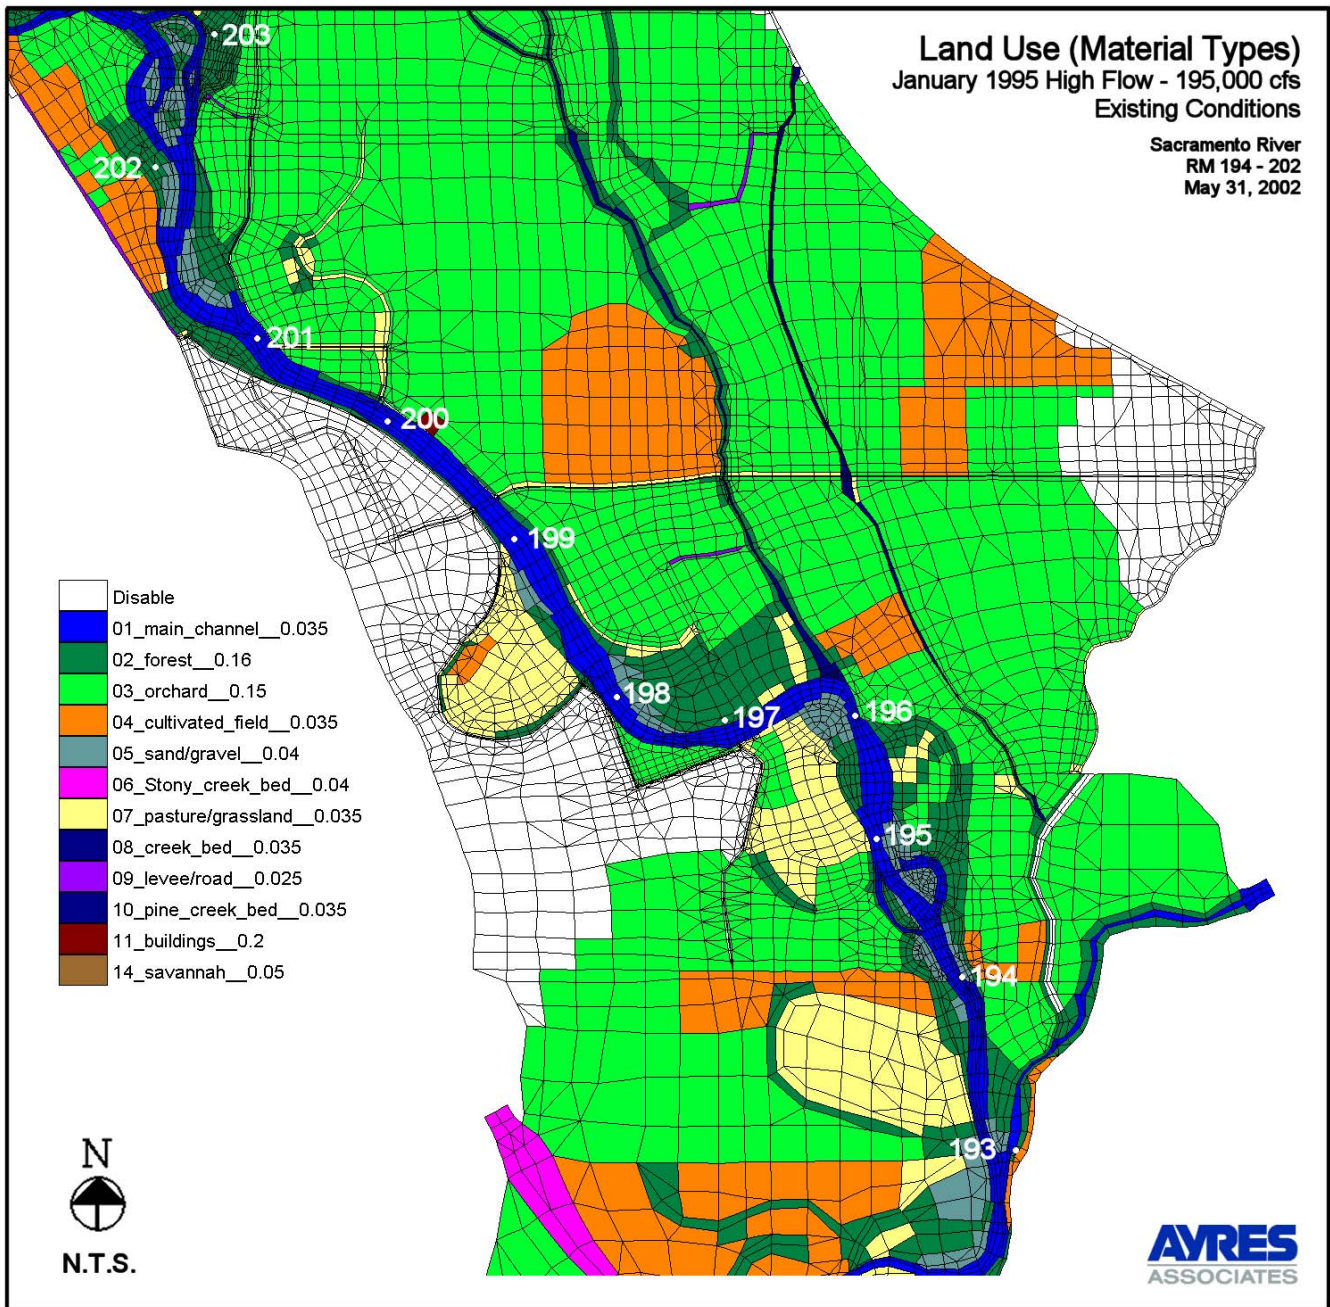 Land Use (Material Types)
January 1995 High Flow - 195,000 cfs
Existing Conditions
Sacramento River
RM 194 - 202
May 31, 2002
203
202
201
200
199
198
197
196
195
194
193
Disable
01_main_channel__0.035
02_forest__0.16
03_orchard__0.15
04_cultivated_field__0.035
05_sand/gravel__0.04
06_Stony_creek_bed__0.04
07_pasture/grassland__0.035
08_creek_bed__0.035
09_levee/road__0.025
10_pine_creek_bed__0.035
11_buildings__0.2
14_savannah__0.05
N
N.T.S.
AYRES
ASSOCIATES